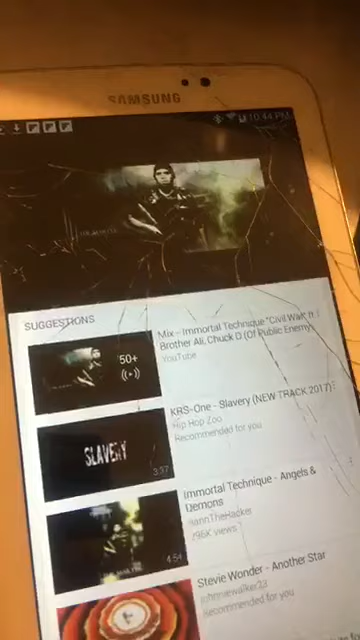 SAMSUNG
10:44 PM
SUGGESTIONS
Mix - Immortal Technique "Civil War" ft.
Brother Ali, Chuck D (Of Public Enemy)
YouTube
50+
KRS-One - Slavery (NEW TRACK 2017)
Hip Hop Zoo
Recommended for you
SLAVERY
3:37
Immortal Technique - Angels &
Demons
796K views
4:54
Stevie Wonder - Another Star
johnniewalker23
Recommended for you